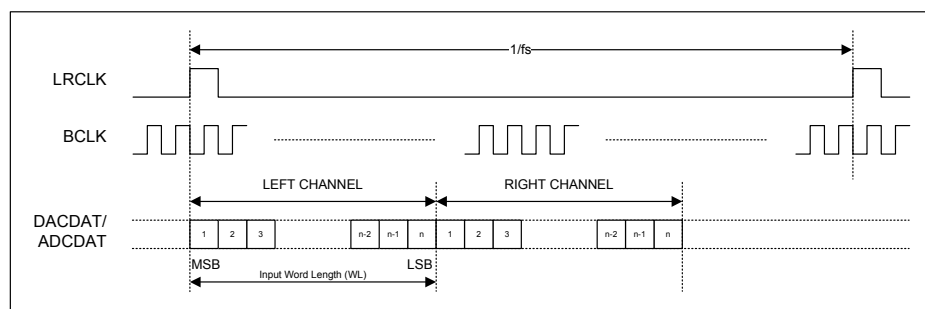 1/fs
LRCLK
BCLK
LEFT CHANNEL
RIGHT CHANNEL
DACDAT/
ADCDAT
1 2 3 n-2 n-1 n 1 2 3 n-2 n-1 n
MSB
LSB
Input Word Length (WL)